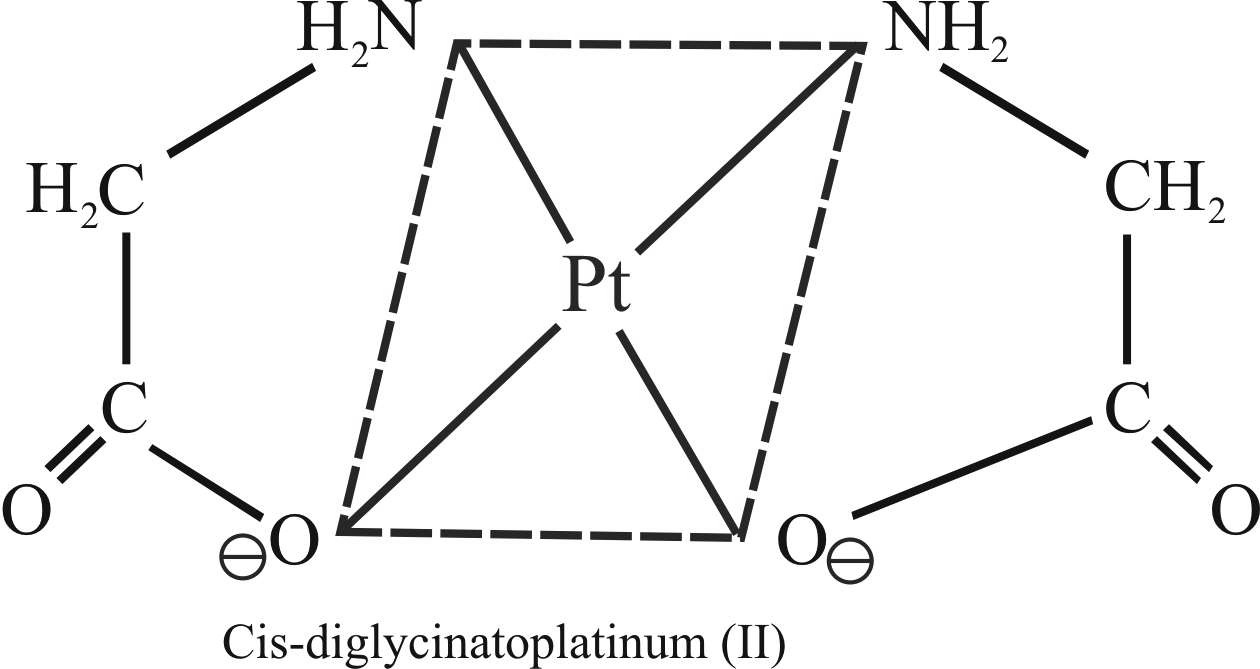 H₂N NH₂
H₂C CH₂
Pt
C C
O O
⊖O O⊖
Cis-diglycinatoplatinum (II)